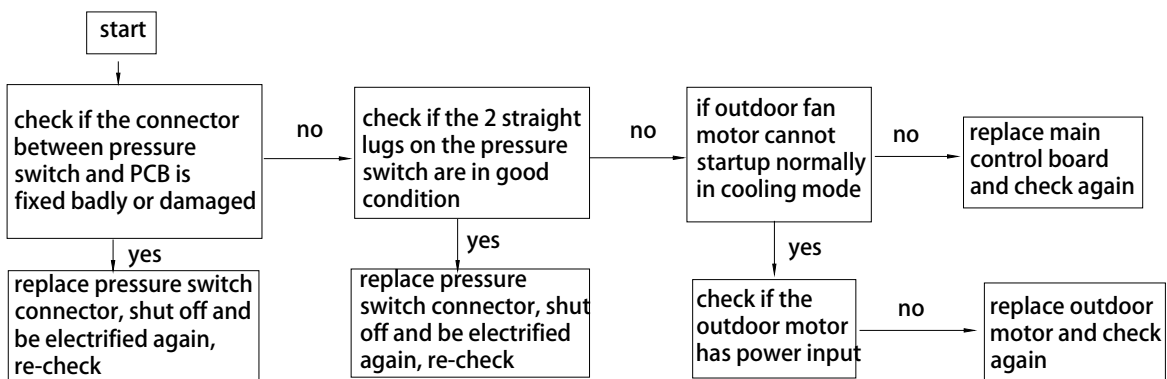 start
check if the connector
between pressure
switch and PCB is
fixed badly or damaged
no
check if the 2 straight
lugs on the pressure
switch are in good
condition
no
if outdoor fan
motor cannot
startup normally
in cooling mode
no
replace main
control board
and check again
yes
yes
yes
replace pressure switch
connector, shut off and
be electrified again,
re-check
replace pressure
switch connector, shut
off and be electrified
again, re-check
check if the
outdoor motor
has power input
no
replace outdoor
motor and check
again